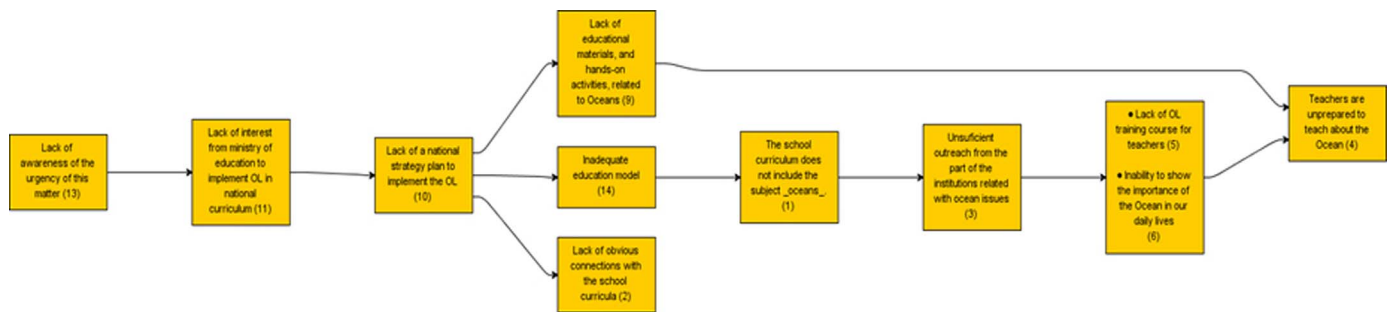 Lack of
awareness of the
urgency of this
matter (13)
Lack of interest
from ministry of
education to
implement OL in
national
curriculum (11)
Lack of a national
strategy plan to
implement the OL
(10)
Lack of
educational
materials, and
hands-on
activities, related
to Oceans (9)
Inadequate
education model
(14)
Lack of obvious
connections with
the school
curricula (2)
The school
curriculum does
not include the
subject _oceans_.
(1)
Unsuficient
outreach from the
part of the
institutions related
with ocean issues
(3)
• Lack of OL
training course for
teachers (5)
• Inability to show
the importance of
the Ocean in our
daily lives
(6)
Teachers are
unprepared to
teach about the
Ocean (4)